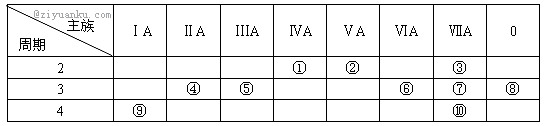 @ziyuanku.com
主族
周期
ⅠA ⅡA ⅢA ⅣA ⅤA ⅥA ⅦA 0
2 ① ② ③
3 ④ ⑤ ⑥ ⑦ ⑧
4 ⑨ ⑩